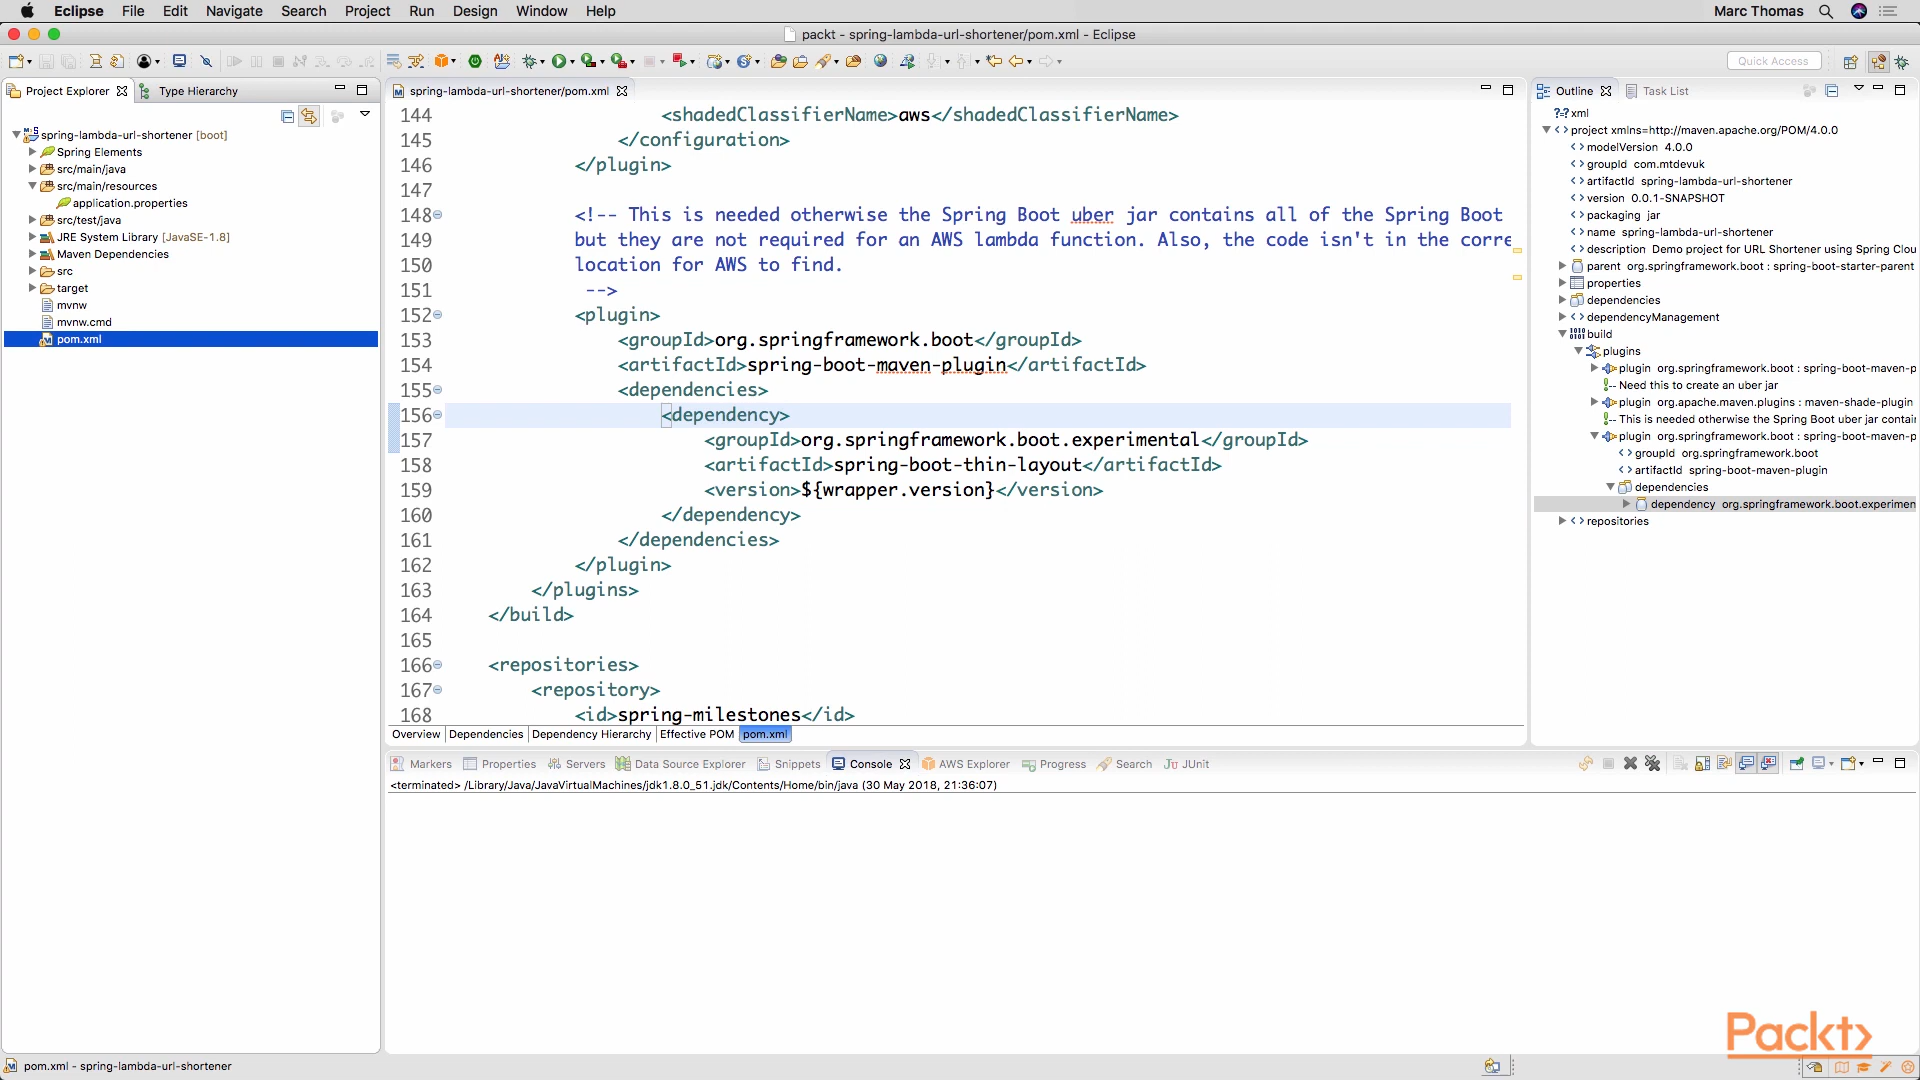 Eclipse File Edit Navigate Search Project Run Design Window Help Marc Thomas
packt - spring-lambda-url-shortener/pom.xml - Eclipse
Quick Access
Project Explorer Type Hierarchy
spring-lambda-url-shortener [boot]
Spring Elements
src/main/java
src/main/resources
application.properties
src/test/java
JRE System Library [JavaSE-1.8]
Maven Dependencies
src
target
mvnw
mvnw.cmd
pom.xml
spring-lambda-url-shortener/pom.xml
144 <shadedClassifierName>aws</shadedClassifierName>
145 </configuration>
146 </plugin>
147
148 <!-- This is needed otherwise the Spring Boot uber jar contains all of the Spring Boot
149 but they are not required for an AWS lambda function. Also, the code isn't in the corre
150 location for AWS to find.
151 -->
152 <plugin>
153 <groupId>org.springframework.boot</groupId>
154 <artifactId>spring-boot-maven-plugin</artifactId>
155 <dependencies>
156 <dependency>
157 <groupId>org.springframework.boot.experimental</groupId>
158 <artifactId>spring-boot-thin-layout</artifactId>
159 <version>${wrapper.version}</version>
160 </dependency>
161 </dependencies>
162 </plugin>
163 </plugins>
164 </build>
165
166 <repositories>
167 <repository>
168 <id>spring-milestones</id>
Overview Dependencies Dependency Hierarchy Effective POM pom.xml
Outline Task List
?=? xml
project xmlns=http://maven.apache.org/POM/4.0.0
modelVersion 4.0.0
groupId com.mtdevuk
artifactId spring-lambda-url-shortener
version 0.0.1-SNAPSHOT
packaging jar
name spring-lambda-url-shortener
description Demo project for URL Shortener using Spring Clou
parent org.springframework.boot : spring-boot-starter-parent
properties
dependencies
dependencyManagement
build
plugins
plugin org.springframework.boot : spring-boot-maven-p
Need this to create an uber jar
plugin org.apache.maven.plugins : maven-shade-plugin
This is needed otherwise the Spring Boot uber jar contai
plugin org.springframework.boot : spring-boot-maven-p
groupId org.springframework.boot
artifactId spring-boot-maven-plugin
dependencies
dependency org.springframework.boot.experimen
repositories
Markers Properties Servers Data Source Explorer Snippets Console AWS Explorer Progress Search JUnit
<terminated> /Library/Java/JavaVirtualMachines/jdk1.8.0_51.jdk/Contents/Home/bin/java (30 May 2018, 21:36:07)
Packt>
pom.xml - spring-lambda-url-shortener